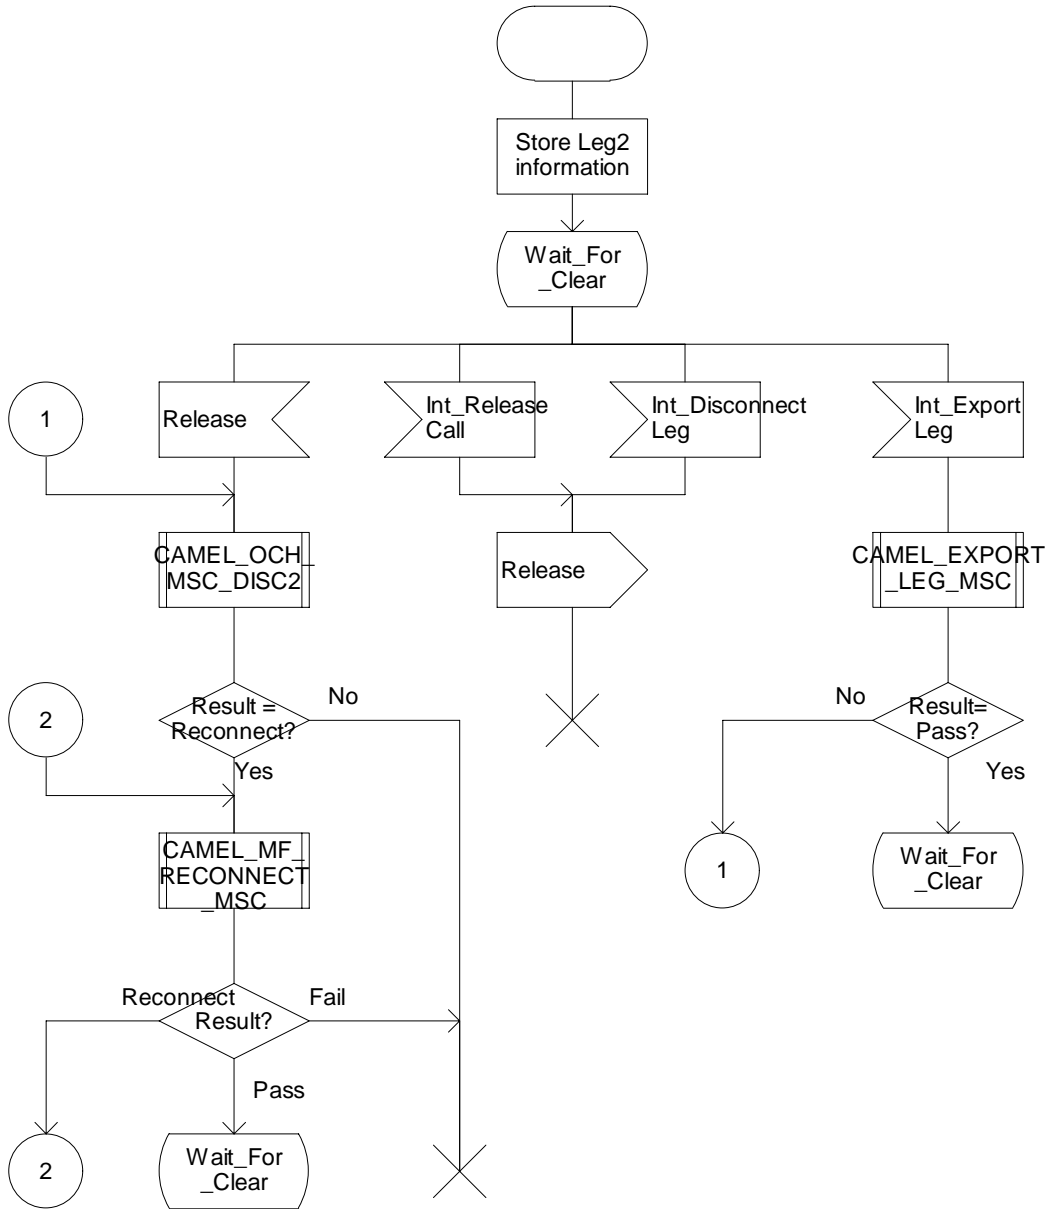 Store Leg2
information
Wait_For
_Clear
1
Release
Int_Release
Call
Int_Disconnect
Leg
Int_Export
Leg
CAMEL_OCH_
MSC_DISC2
Release
CAMEL_EXPORT
_LEG_MSC
2
Result =
Reconnect?
No
Yes
No
Result=
Pass?
Yes
CAMEL_MF_
RECONNECT
_MSC
1
Wait_For
_Clear
Reconnect
Result?
Fail
Pass
2
Wait_For
_Clear